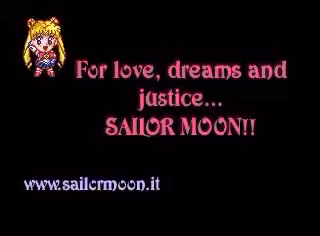 For love, dreams and
justice...
SAILOR MOON!!
www.sailormoon.it